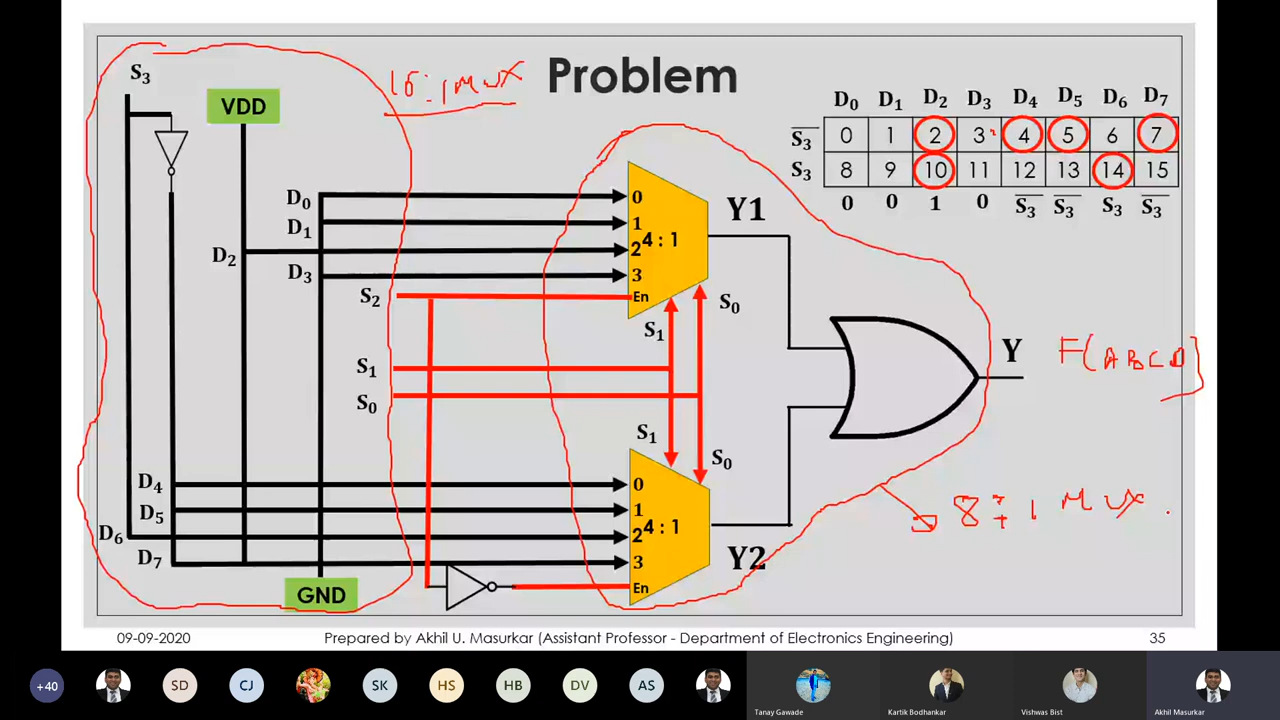 Problem
16:1 MUX
S3
VDD
D0 D1 D2 D3 D4 D5 D6 D7
S̅3̅ 0 1 2 3 4 5 6 7
S3 8 9 10 11 12 13 14 15
0 0 1 0 S̅3̅ S̅3̅ S3 S̅3̅
D0
D1
D2
D3
S2
0
1
2
3
En
4 : 1
Y1
S1
S0
S1
S0
S1
S0
Y
F(ABCD)
8:1 MUX.
D4
D5
D6
D7
0
1
2
3
En
4 : 1
Y2
GND
09-09-2020 Prepared by Akhil U. Masurkar (Assistant Professor - Department of Electronics Engineering) 35
+40 SD CJ SK HS HB DV AS
Tanay Gawade Kartik Bodhankar Vishwas Bist Akhil Masurkar